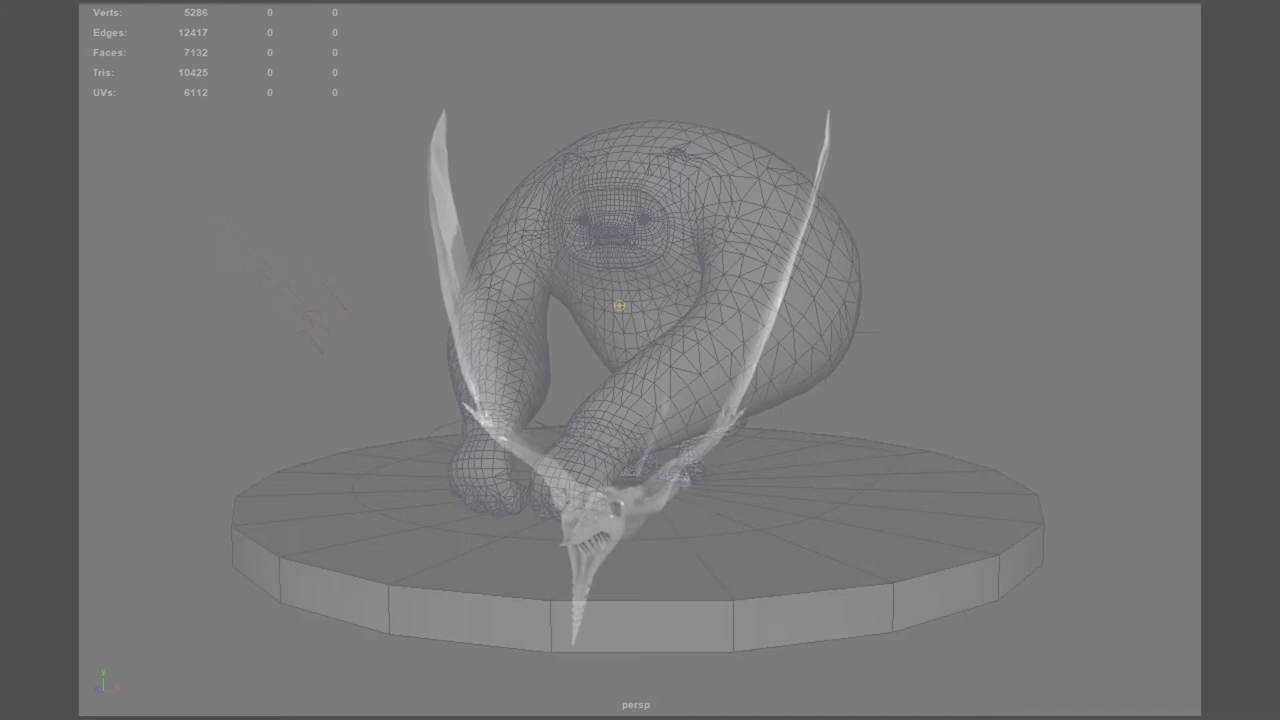 Verts: 5286 0 0
Edges: 12417 0 0
Faces: 7132 0 0
Tris: 10425 0 0
UVs: 6112 0 0
y
persp